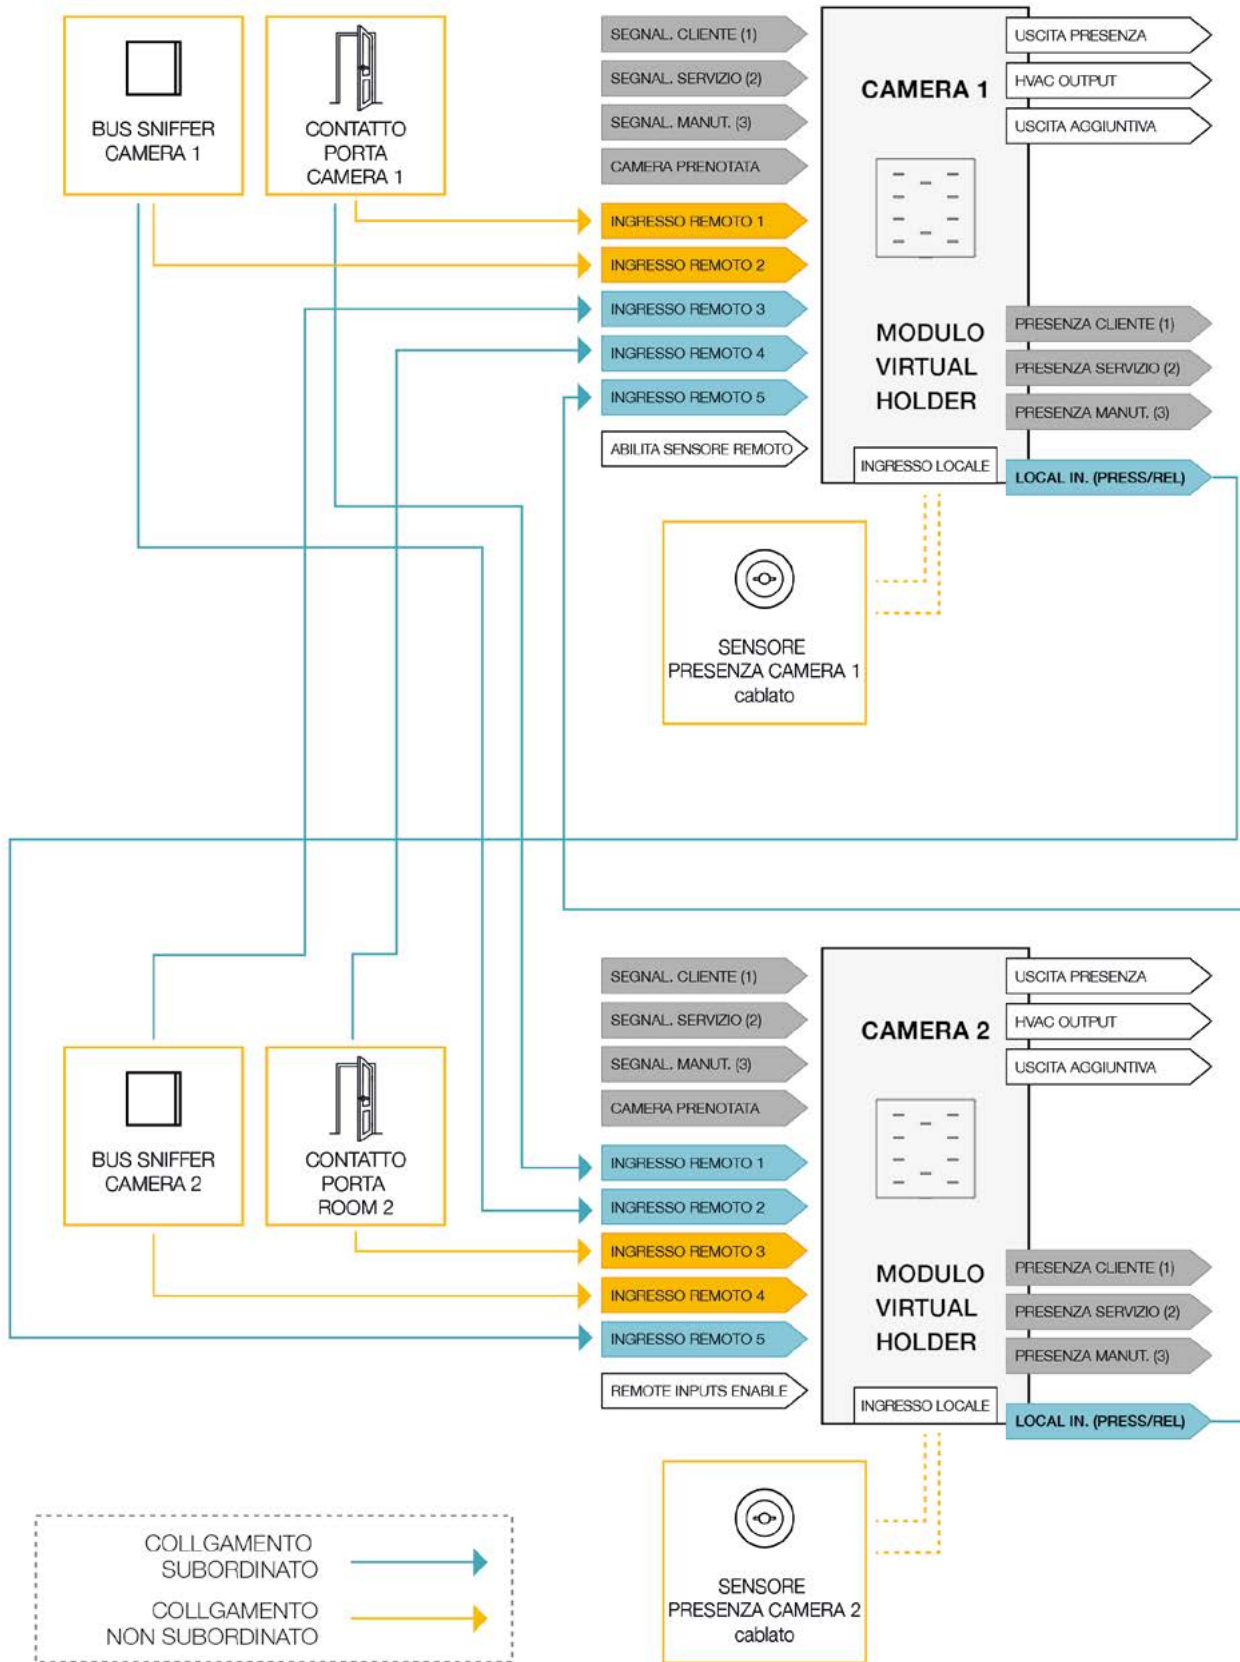 BUS SNIFFER
CAMERA 1
CONTATTO
PORTA
CAMERA 1
SEGNAL. CLIENTE (1)
SEGNAL. SERVIZIO (2)
SEGNAL. MANUT. (3)
CAMERA PRENOTATA
INGRESSO REMOTO 1
INGRESSO REMOTO 2
INGRESSO REMOTO 3
INGRESSO REMOTO 4
INGRESSO REMOTO 5
ABILITA SENSORE REMOTO
CAMERA 1
MODULO
VIRTUAL
HOLDER
INGRESSO LOCALE
USCITA PRESENZA
HVAC OUTPUT
USCITA AGGIUNTIVA
PRESENZA CLIENTE (1)
PRESENZA SERVIZIO (2)
PRESENZA MANUT. (3)
LOCAL IN. (PRESS/REL)
SENSORE
PRESENZA CAMERA 1
cablato
BUS SNIFFER
CAMERA 2
CONTATTO
PORTA
ROOM 2
SEGNAL. CLIENTE (1)
SEGNAL. SERVIZIO (2)
SEGNAL. MANUT. (3)
CAMERA PRENOTATA
INGRESSO REMOTO 1
INGRESSO REMOTO 2
INGRESSO REMOTO 3
INGRESSO REMOTO 4
INGRESSO REMOTO 5
REMOTE INPUTS ENABLE
CAMERA 2
MODULO
VIRTUAL
HOLDER
INGRESSO LOCALE
USCITA PRESENZA
HVAC OUTPUT
USCITA AGGIUNTIVA
PRESENZA CLIENTE (1)
PRESENZA SERVIZIO (2)
PRESENZA MANUT. (3)
LOCAL IN. (PRESS/REL)
SENSORE
PRESENZA CAMERA 2
cablato
COLLGAMENTO
SUBORDINATO
COLLGAMENTO
NON SUBORDINATO